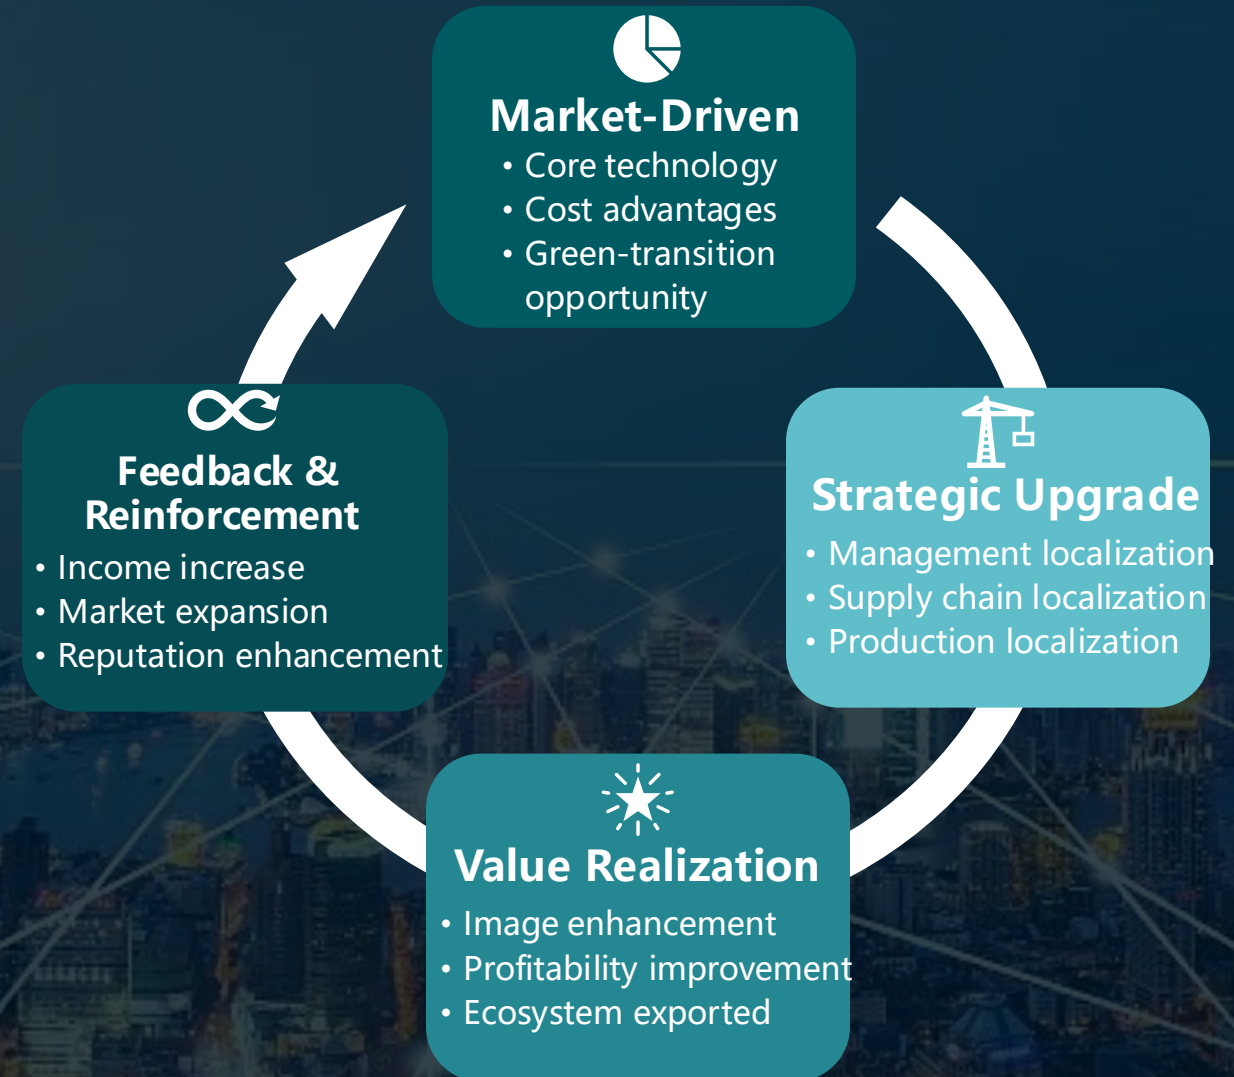 Market-Driven
• Core technology
• Cost advantages
• Green-transition
opportunity
Strategic Upgrade
• Management localization
• Supply chain localization
• Production localization
Value Realization
• Image enhancement
• Profitability improvement
• Ecosystem exported
Feedback &
Reinforcement
• Income increase
• Market expansion
• Reputation enhancement